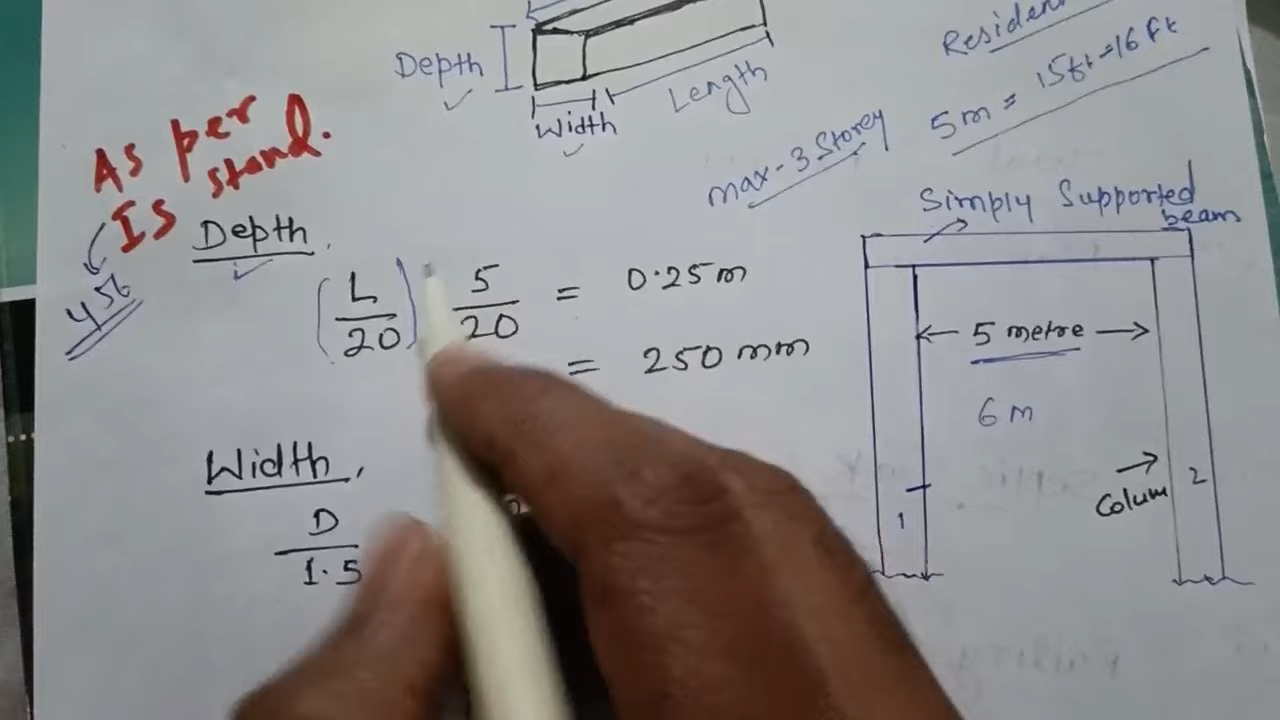 Residen
Depth
Length
Width
5m = 15ft - 16 ft
max - 3 Storey
As per
IS stand.
456
Depth,
L/20
5/20 = 0.25m
= 250 mm
Simply Supported
beam
5 metre
6 m
Width,
D/1.5
Colum
1
2